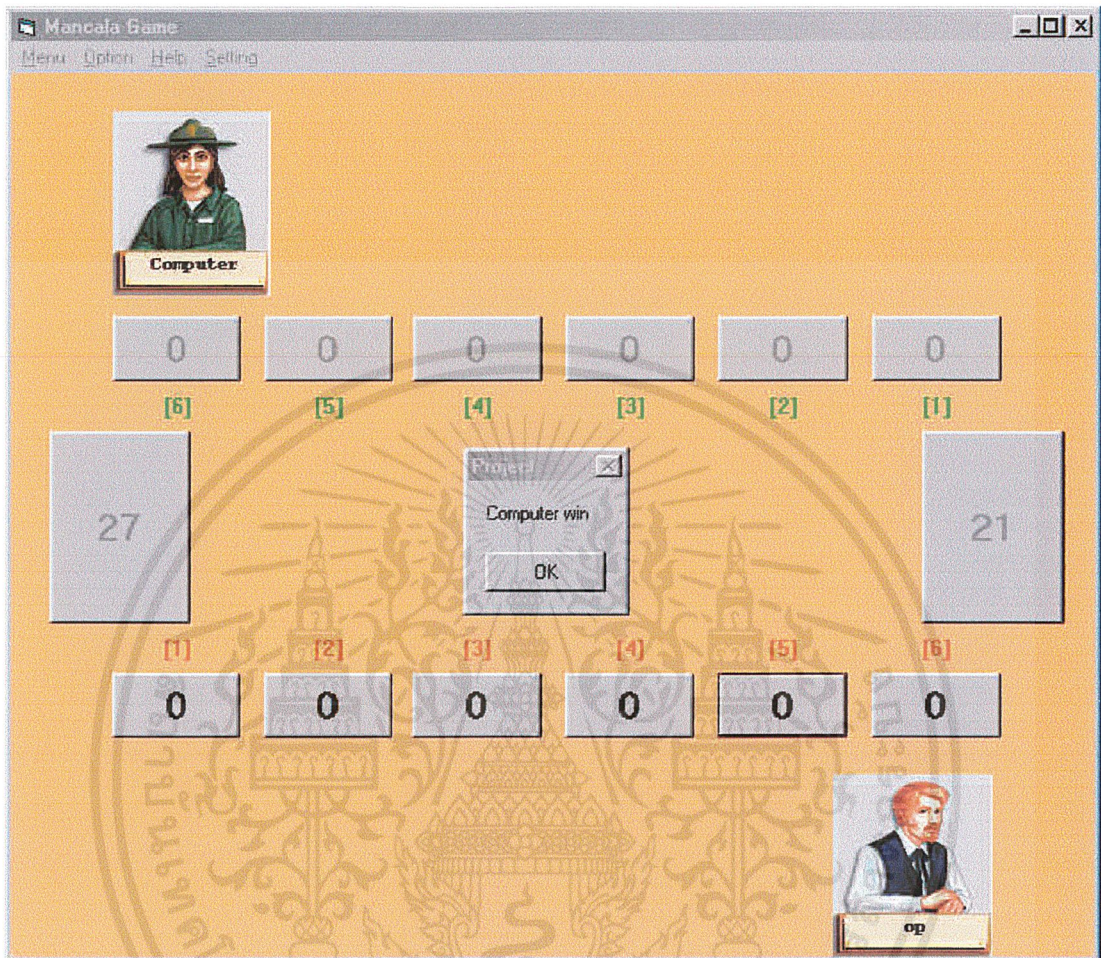 Mancala Game
Menu Option Help Setting
Computer
0 0 0 0 0 0
[6] [5] [4] [3] [2] [1]
27
Project
Computer win
OK
21
[1] [2] [3] [4] [5] [6]
0 0 0 0 0 0
op